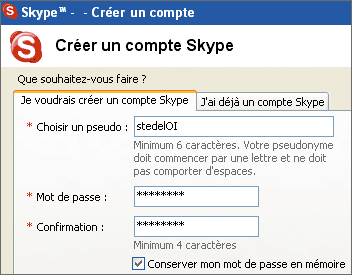 Skype™ - - Créer un compte
Créer un compte Skype
Que souhaitez-vous faire ?
Je voudrais créer un compte Skype
J'ai déjà un compte Skype
* Choisir un pseudo : stedelOI
Minimum 6 caractères. Votre pseudonyme
doit commencer par une lettre et ne doit
pas comporter d'espaces.
* Mot de passe : ********
* Confirmation : ********
Minimum 4 caractères
Conserver mon mot de passe en mémoire